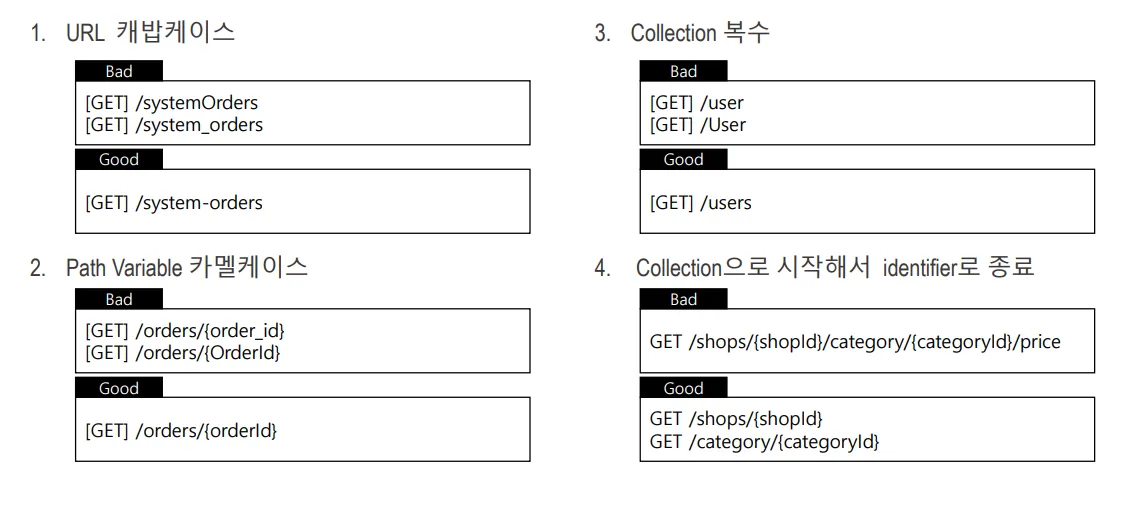 1. URL 캐밥케이스
Bad
[GET] /systemOrders
[GET] /system_orders
Good
[GET] /system-orders
2. Path Variable 카멜케이스
Bad
[GET] /orders/{order_id}
[GET] /orders/{OrderId}
Good
[GET] /orders/{orderId}
3. Collection 복수
Bad
[GET] /user
[GET] /User
Good
[GET] /users
4. Collection으로 시작해서 identifier로 종료
Bad
GET /shops/{shopId}/category/{categoryId}/price
Good
GET /shops/{shopId}
GET /category/{categoryId}